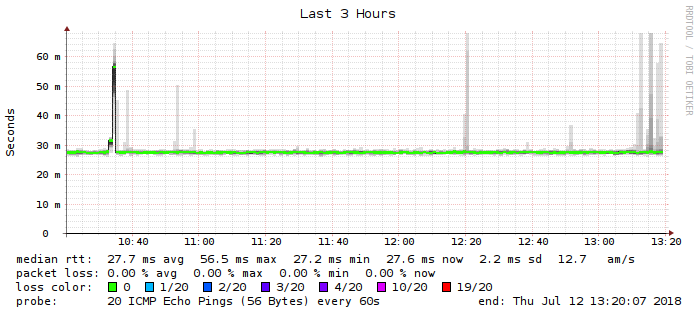 Last 3 Hours
RRDTOOL / TOBI OETIKER
Seconds
60 m
50 m
40 m
30 m
20 m
10 m
0
10:40 11:00 11:20 11:40 12:00 12:20 12:40 13:00 13:20
median rtt: 27.7 ms avg 56.5 ms max 27.2 ms min 27.6 ms now 2.2 ms sd 12.7 am/s
packet loss: 0.00 % avg 0.00 % max 0.00 % min 0.00 % now
loss color: 0 1/20 2/20 3/20 4/20 10/20 19/20
probe: 20 ICMP Echo Pings (56 Bytes) every 60s end: Thu Jul 12 13:20:07 2018